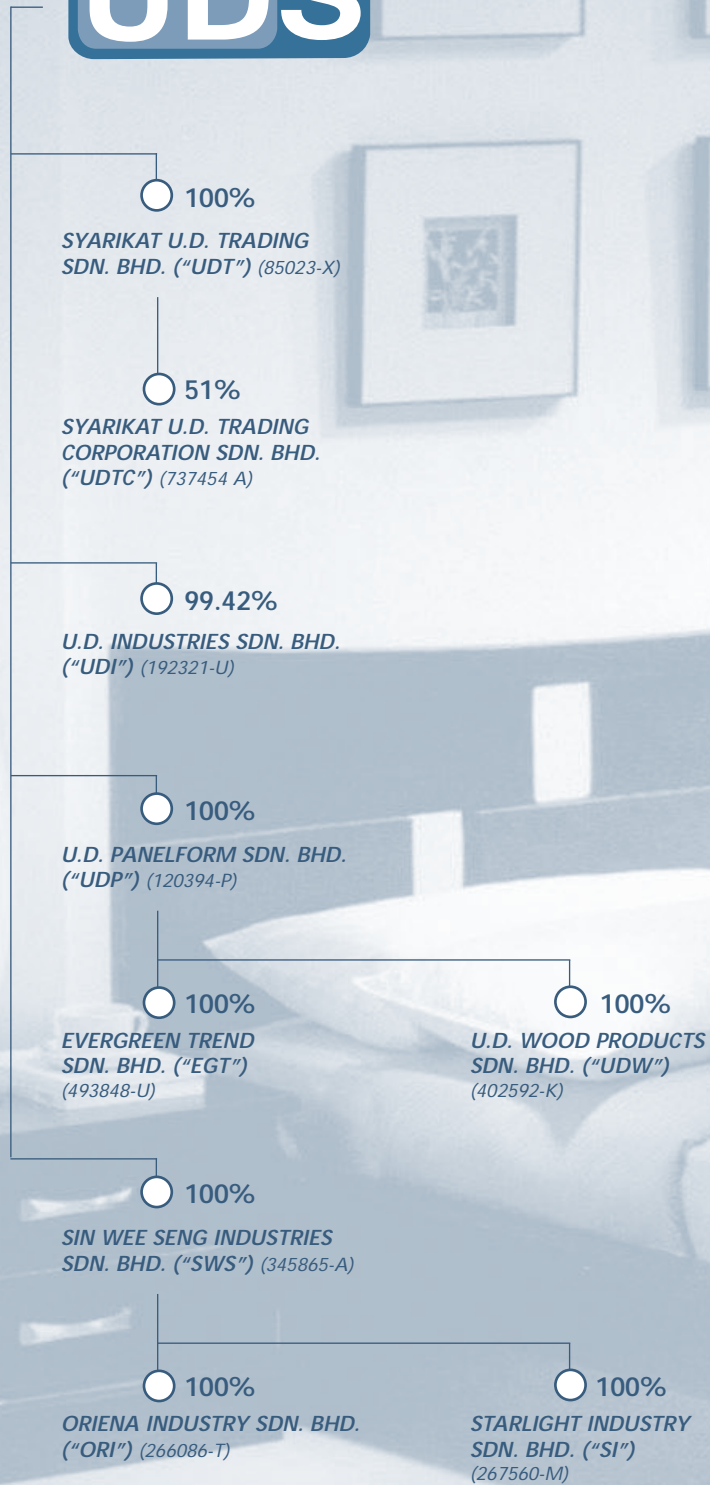 UDS
100%
SYARIKAT U.D. TRADING
SDN. BHD. (“UDT”) (85023-X)
51%
SYARIKAT U.D. TRADING
CORPORATION SDN. BHD.
(“UDTC”) (737454 A)
99.42%
U.D. INDUSTRIES SDN. BHD.
(“UDI”) (192321-U)
100%
U.D. PANELFORM SDN. BHD.
(“UDP”) (120394-P)
100%
EVERGREEN TREND
SDN. BHD. (“EGT”)
(493848-U)
100%
U.D. WOOD PRODUCTS
SDN. BHD. (“UDW”)
(402592-K)
100%
SIN WEE SENG INDUSTRIES
SDN. BHD. (“SWS”) (345865-A)
100%
ORIENA INDUSTRY SDN. BHD.
(“ORI”) (266086-T)
100%
STARLIGHT INDUSTRY
SDN. BHD. (“SI”)
(267560-M)